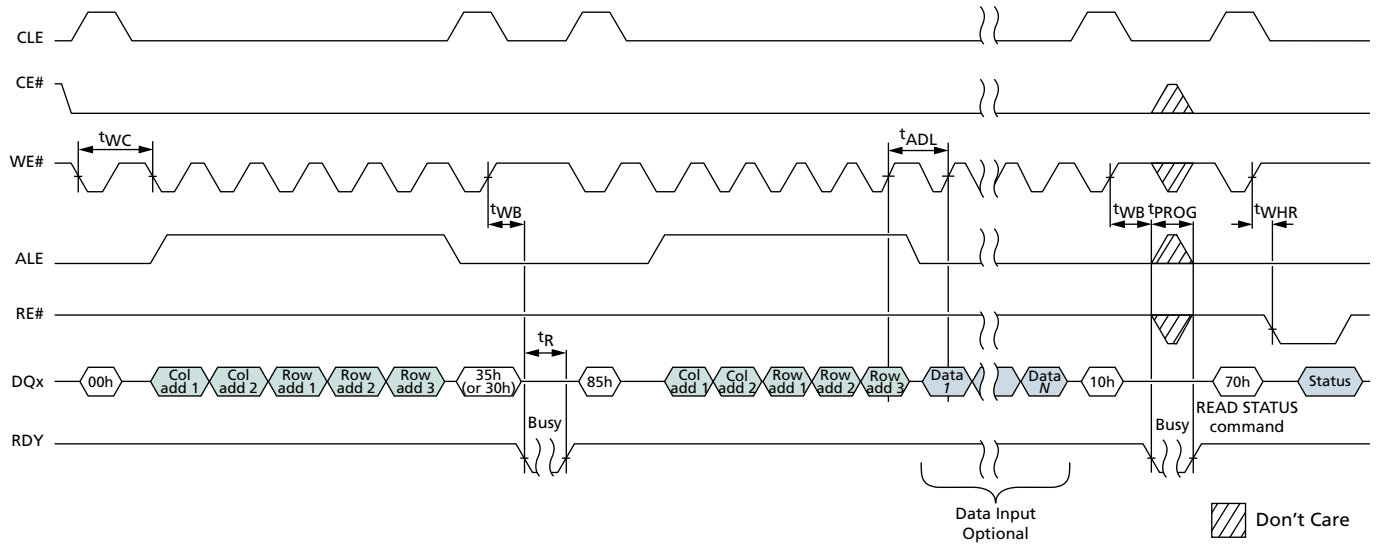 CLE
CE#
tWC
tADL
WE#
tWB
tWB tPROG
tWHR
ALE
RE#
tR
DQx
00h
Col add 1
Col add 2
Row add 1
Row add 2
Row add 3
35h (or 30h)
85h
Col add 1
Col add 2
Row add 1
Row add 2
Row add 3
Data 1
Data N
10h
70h
Status
READ STATUS command
Busy
Busy
RDY
Data Input
Optional
Don't Care